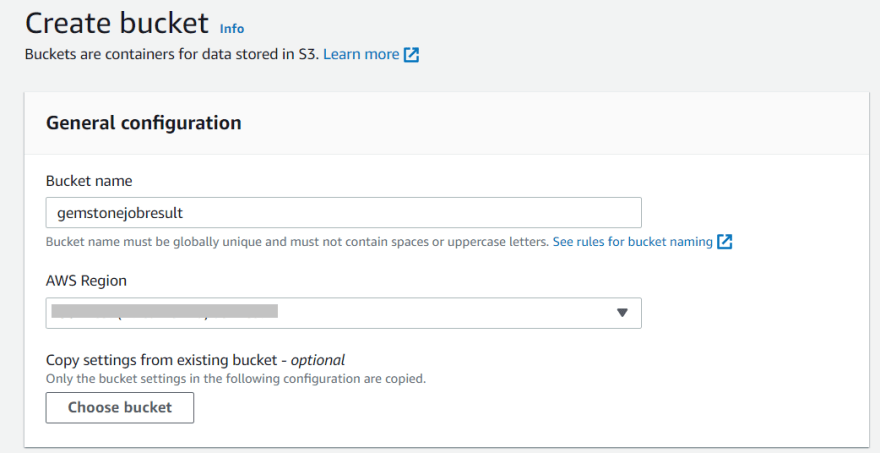 Create bucket Info
Buckets are containers for data stored in S3. Learn more
General configuration
Bucket name
gemstonejobresult
Bucket name must be globally unique and must not contain spaces or uppercase letters. See rules for bucket naming
AWS Region
Copy settings from existing bucket - optional
Only the bucket settings in the following configuration are copied.
Choose bucket